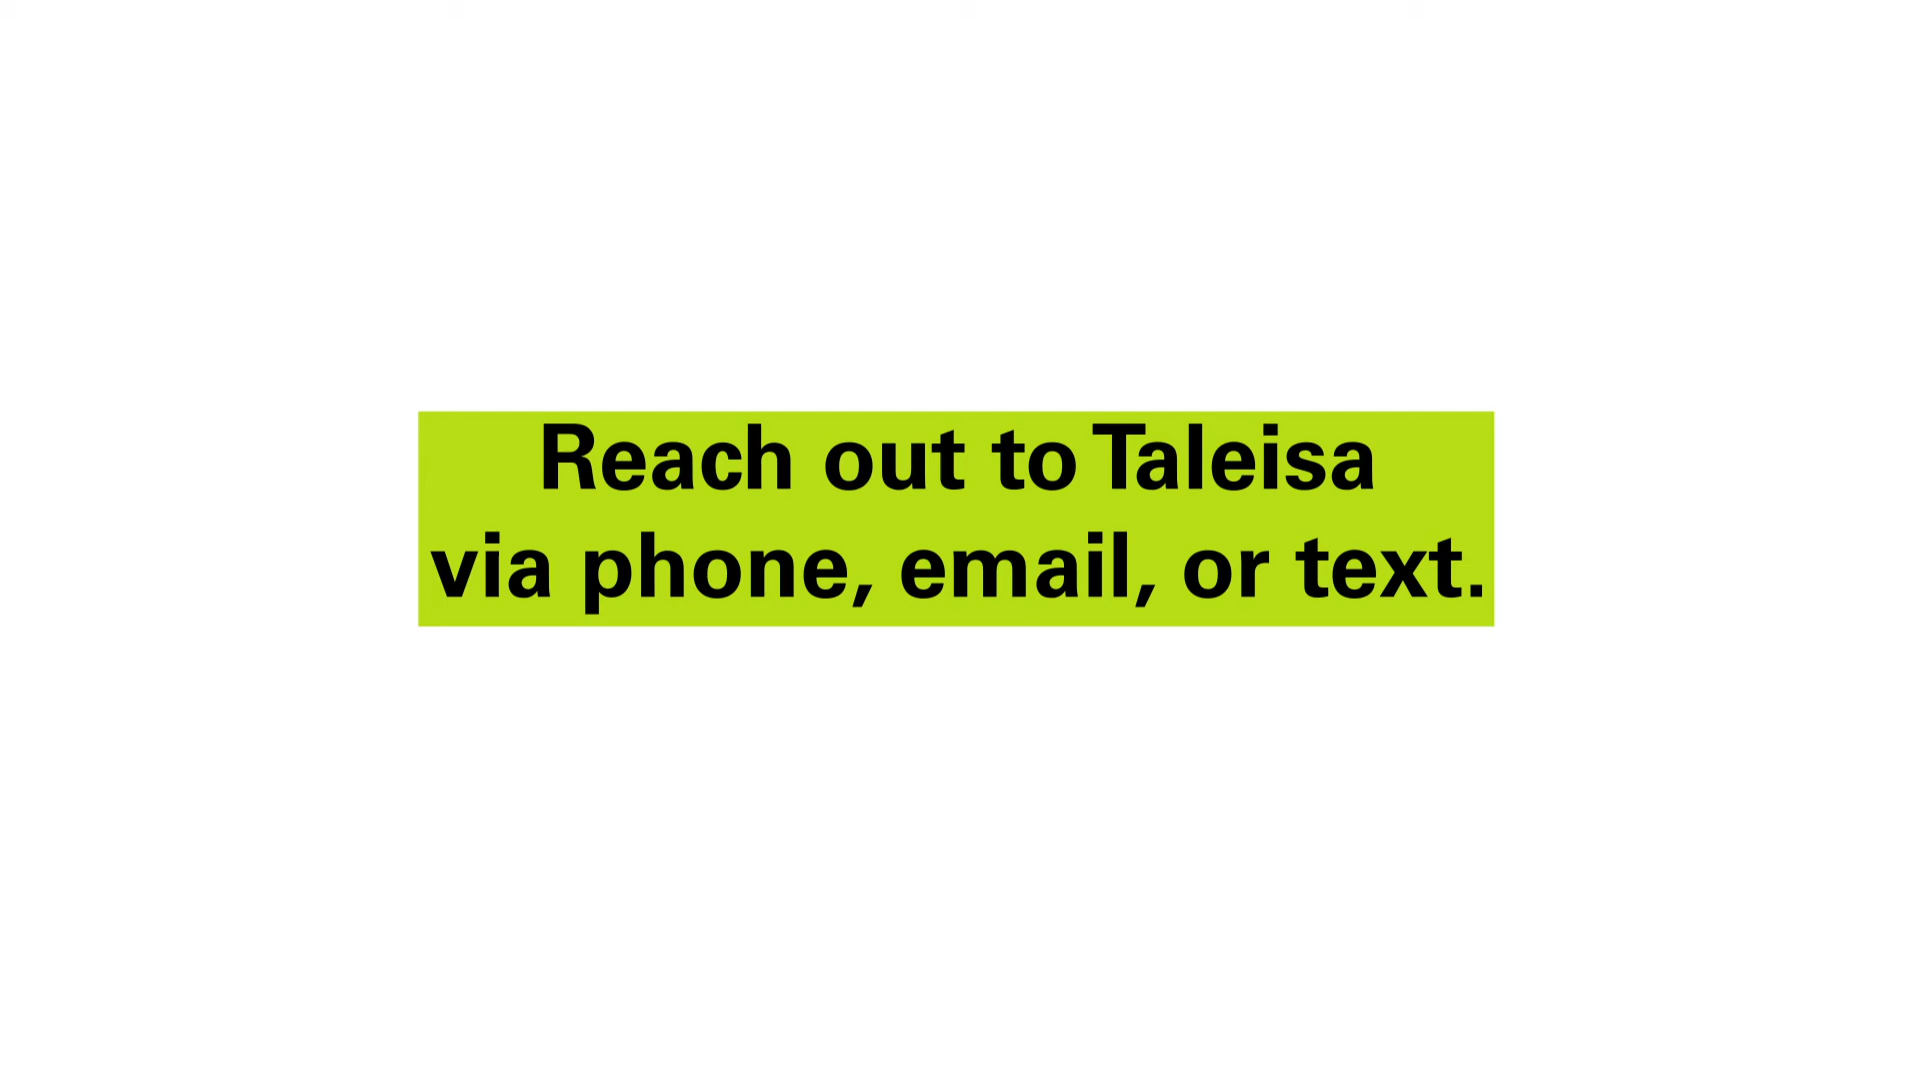 Reach out to Taleisa
via phone, email, or text.